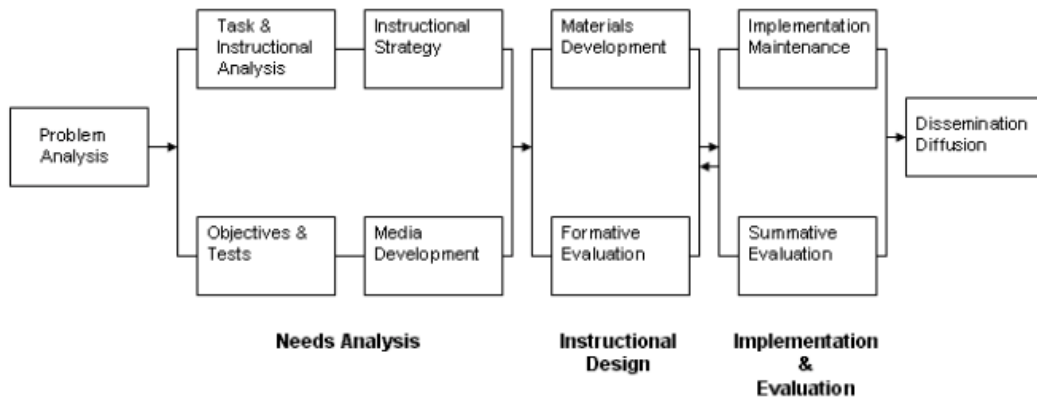 Problem
Analysis
Task &
Instructional
Analysis
Instructional
Strategy
Objectives &
Tests
Media
Development
Materials
Development
Formative
Evaluation
Implementation
Maintenance
Summative
Evaluation
Dissemination
Diffusion
Needs Analysis
Instructional
Design
Implementation
&
Evaluation